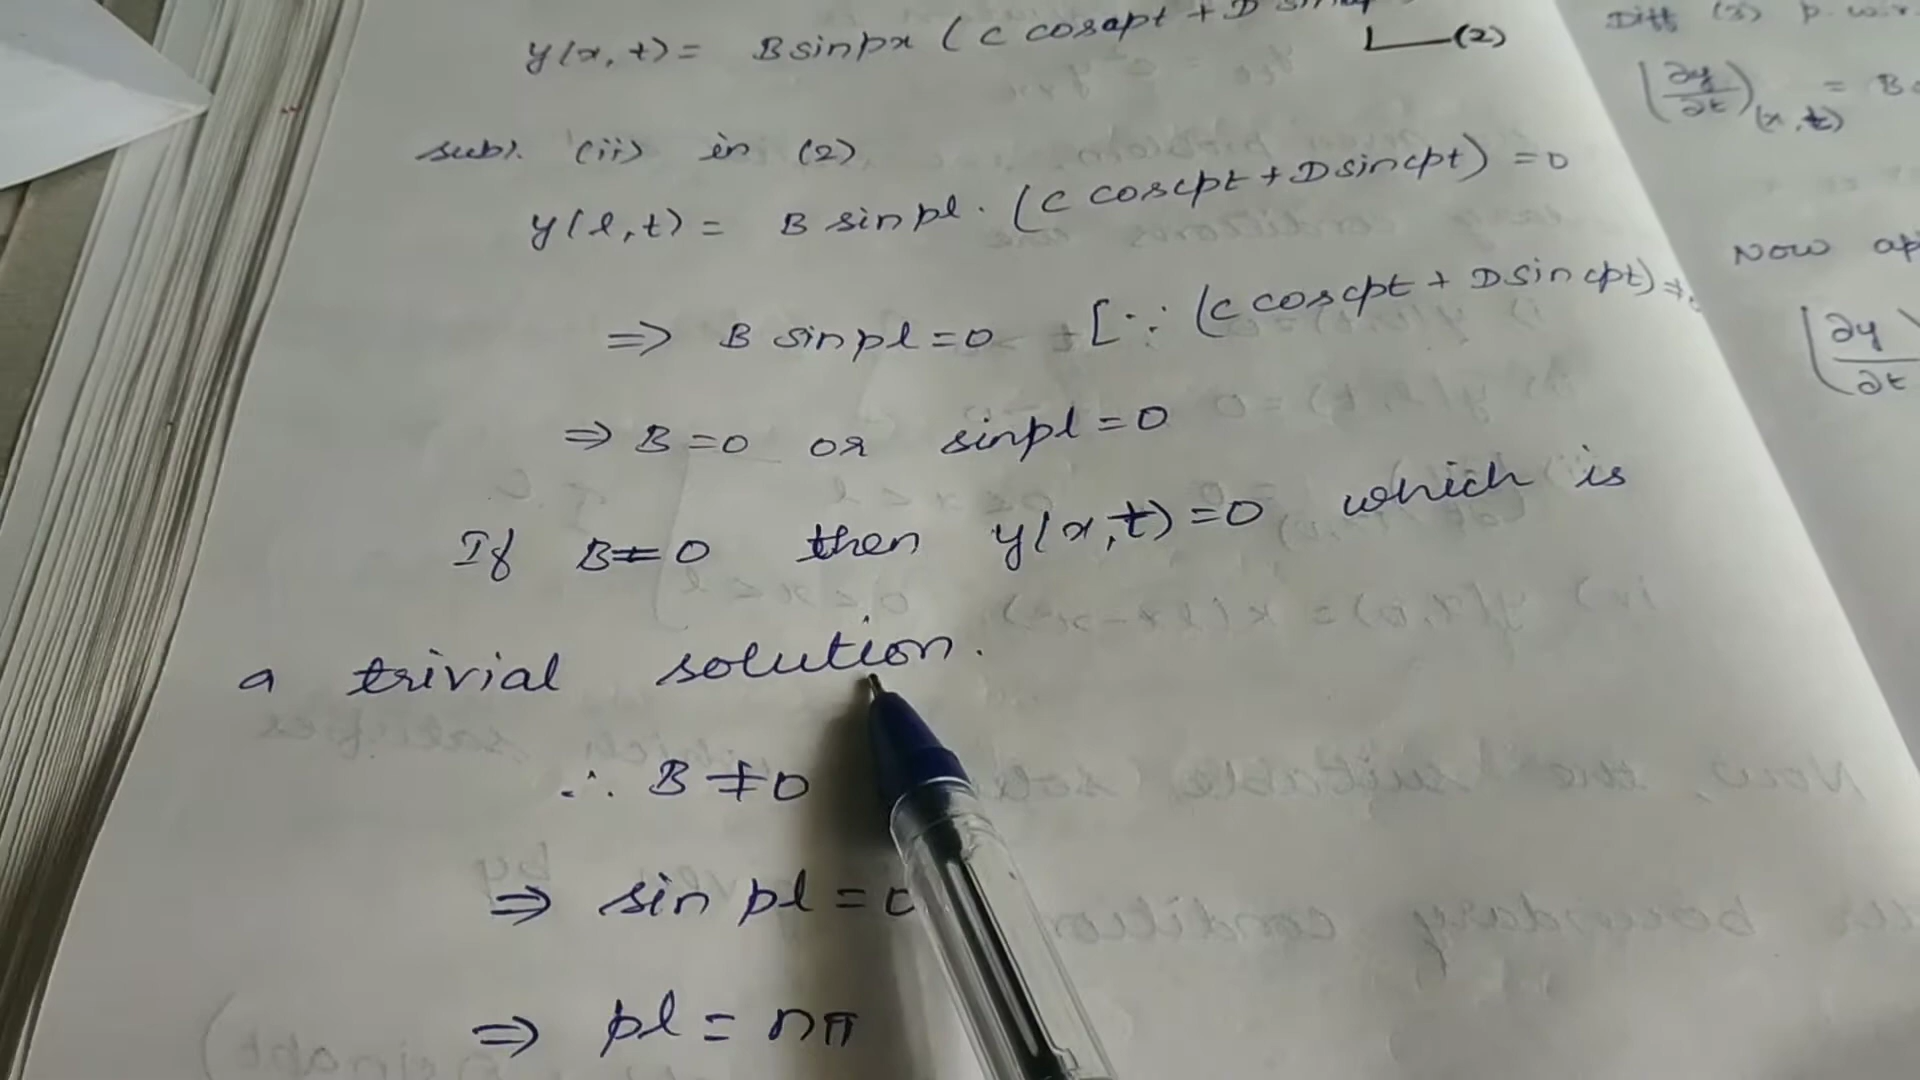 y(x,t) = B sin px (C cos apt + D
(2)
subs. (ii) in (2)
y(l,t) = B sin pl. (C cos cpt + D sin cpt) = 0
⇒ B sin pl = 0 [∵ (C cos cpt + D sin cpt) ≠
⇒ B = 0 or sin pl = 0
If B = 0 then y(x,t) = 0 which is
a trivial solution.
∴ B ≠ 0
⇒ sin pl = 0
⇒ pl = nπ
Diff (3) p.w.r.
(∂y/∂t)(x,t) = B
Now
(∂y/∂t